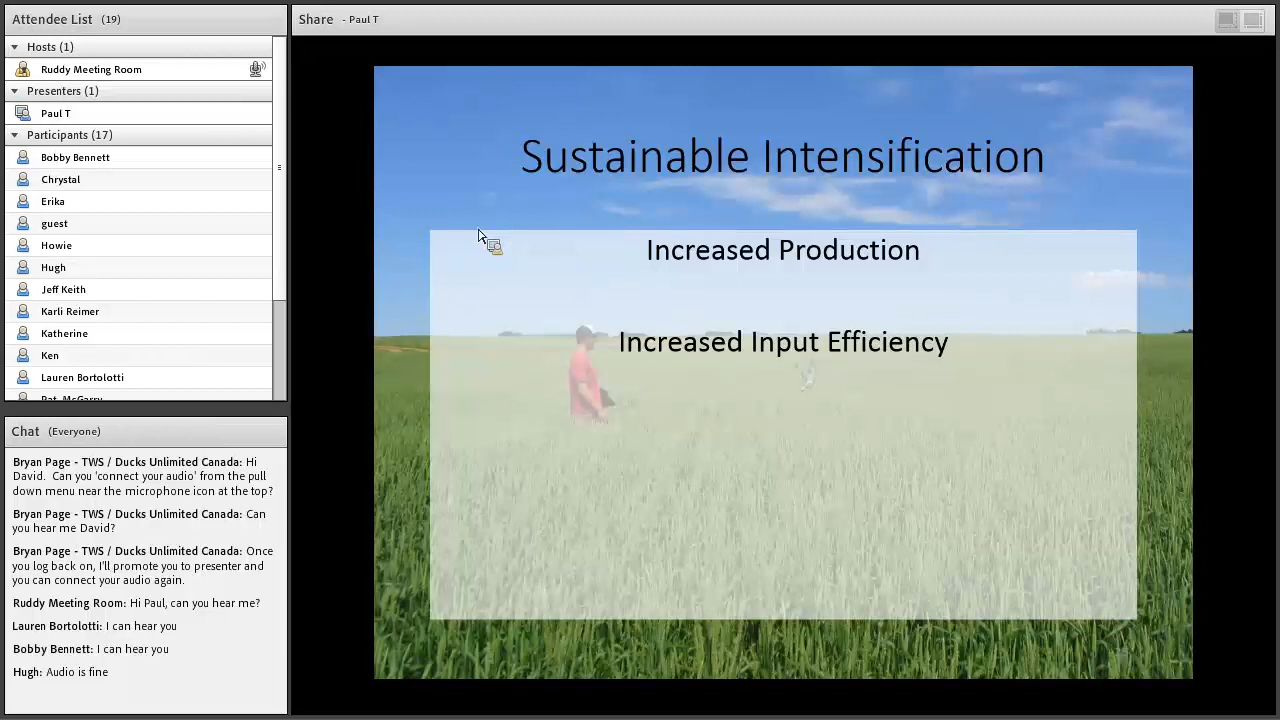 Attendee List (19)
Hosts (1)
Ruddy Meeting Room
Presenters (1)
Paul T
Participants (17)
Bobby Bennett
Chrystal
Erika
guest
Howie
Hugh
Jeff Keith
Karli Reimer
Katherine
Ken
Lauren Bortolotti
Pat McGarry
Chat (Everyone)
Bryan Page - TWS / Ducks Unlimited Canada: Hi
David. Can you 'connect your audio' from the pull
down menu near the microphone icon at the top?
Bryan Page - TWS / Ducks Unlimited Canada: Can
you hear me David?
Bryan Page - TWS / Ducks Unlimited Canada: Once
you log back on, I'll promote you to presenter and
you can connect your audio again.
Ruddy Meeting Room: Hi Paul, can you hear me?
Lauren Bortolotti: I can hear you
Bobby Bennett: I can hear you
Hugh: Audio is fine
Share - Paul T
Sustainable Intensification
Increased Production
Increased Input Efficiency